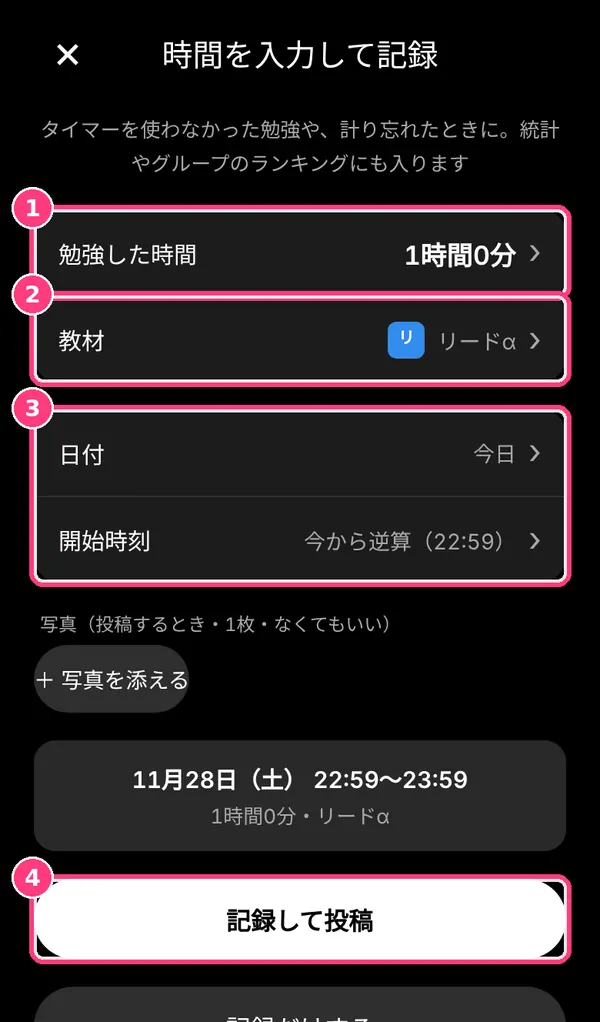 × 時間を入力して記録
タイマーを使わなかった勉強や、計り忘れたときに。統計
やグループのランキングにも入ります
1
勉強した時間 1時間0分 >
2
教材 リ リードα >
3
日付 今日 >
開始時刻 今から逆算（22:59） >
写真（投稿するとき・1枚・なくてもいい）
＋ 写真を添える
11月28日（土） 22:59〜23:59
1時間0分・リードα
4
記録して投稿